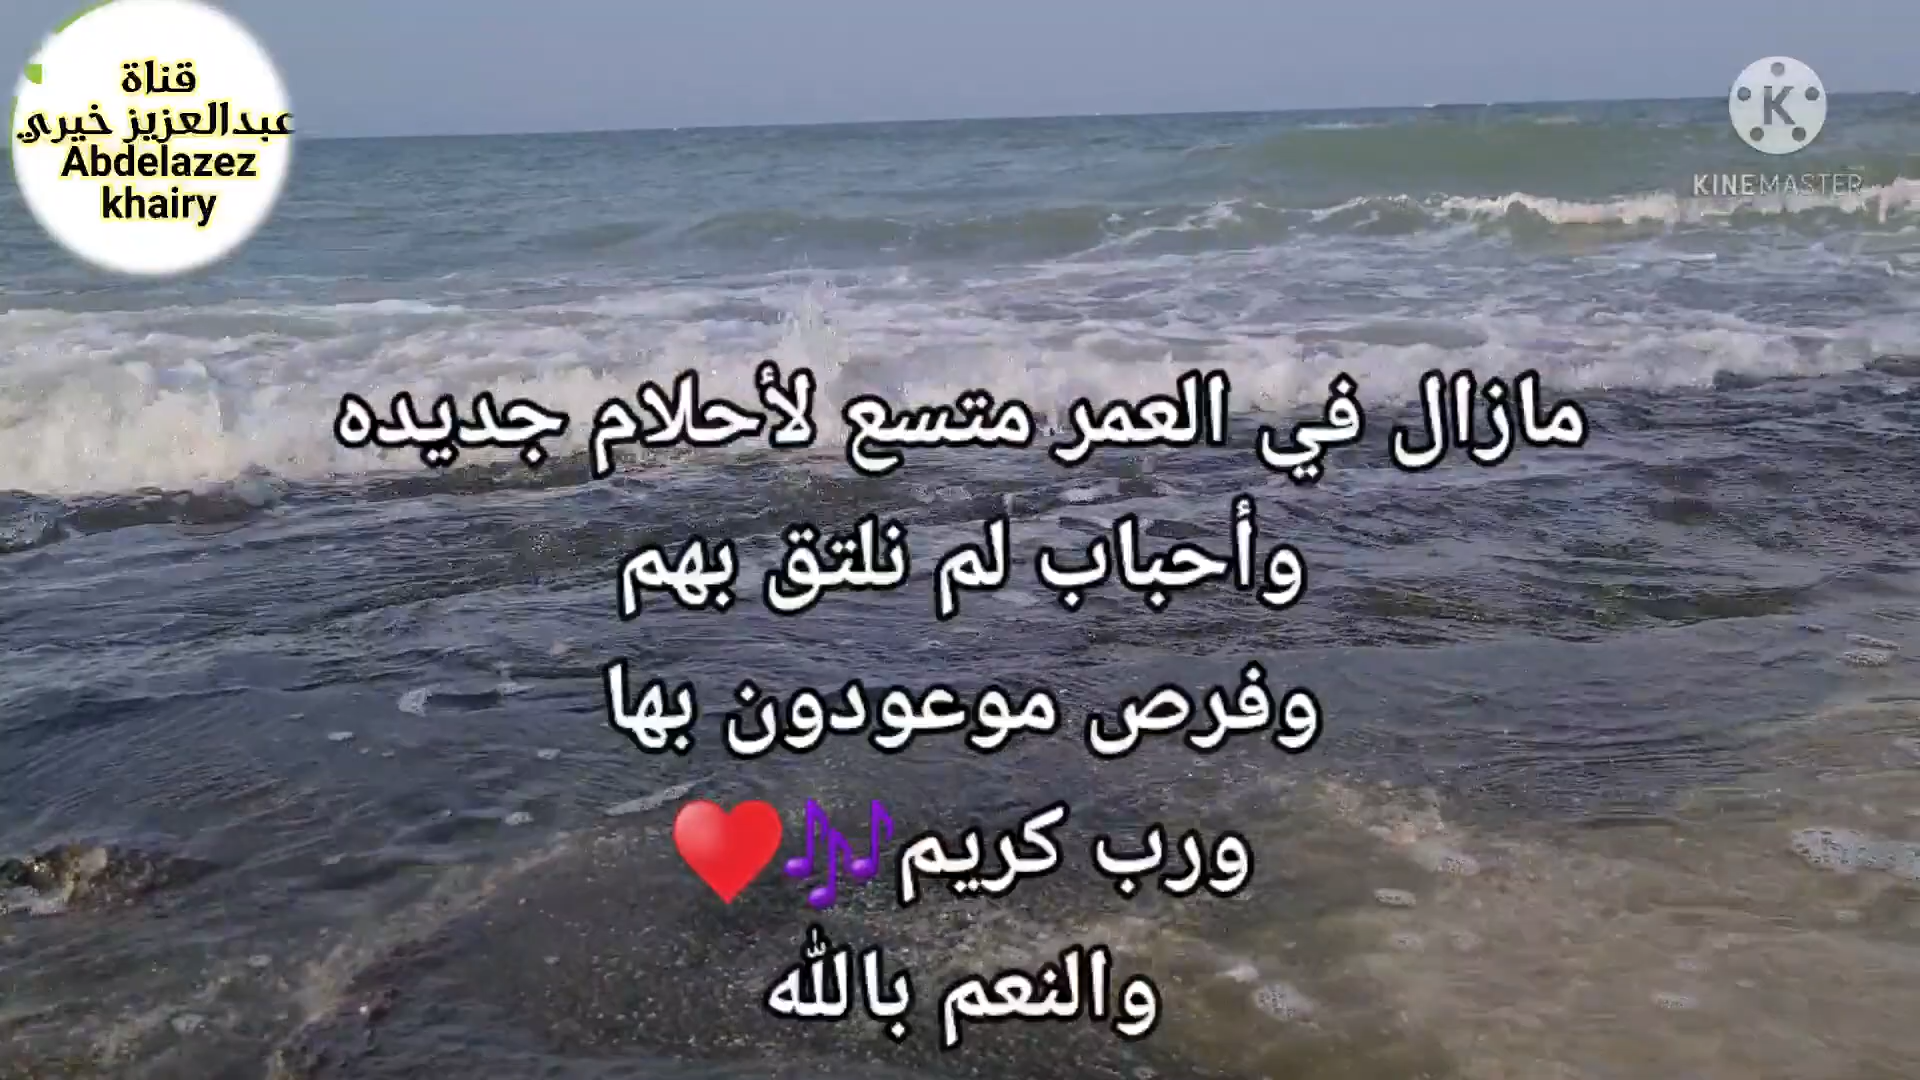 قناة
عبدالعزيز خيري
Abdelazez
khairy
KINEMASTER
مازال في العمر متسع لأحلام جديده
وأحباب لم نلتق بهم
وفرص موعودون بها
ورب كريم🎶♥️
والنعم بالله